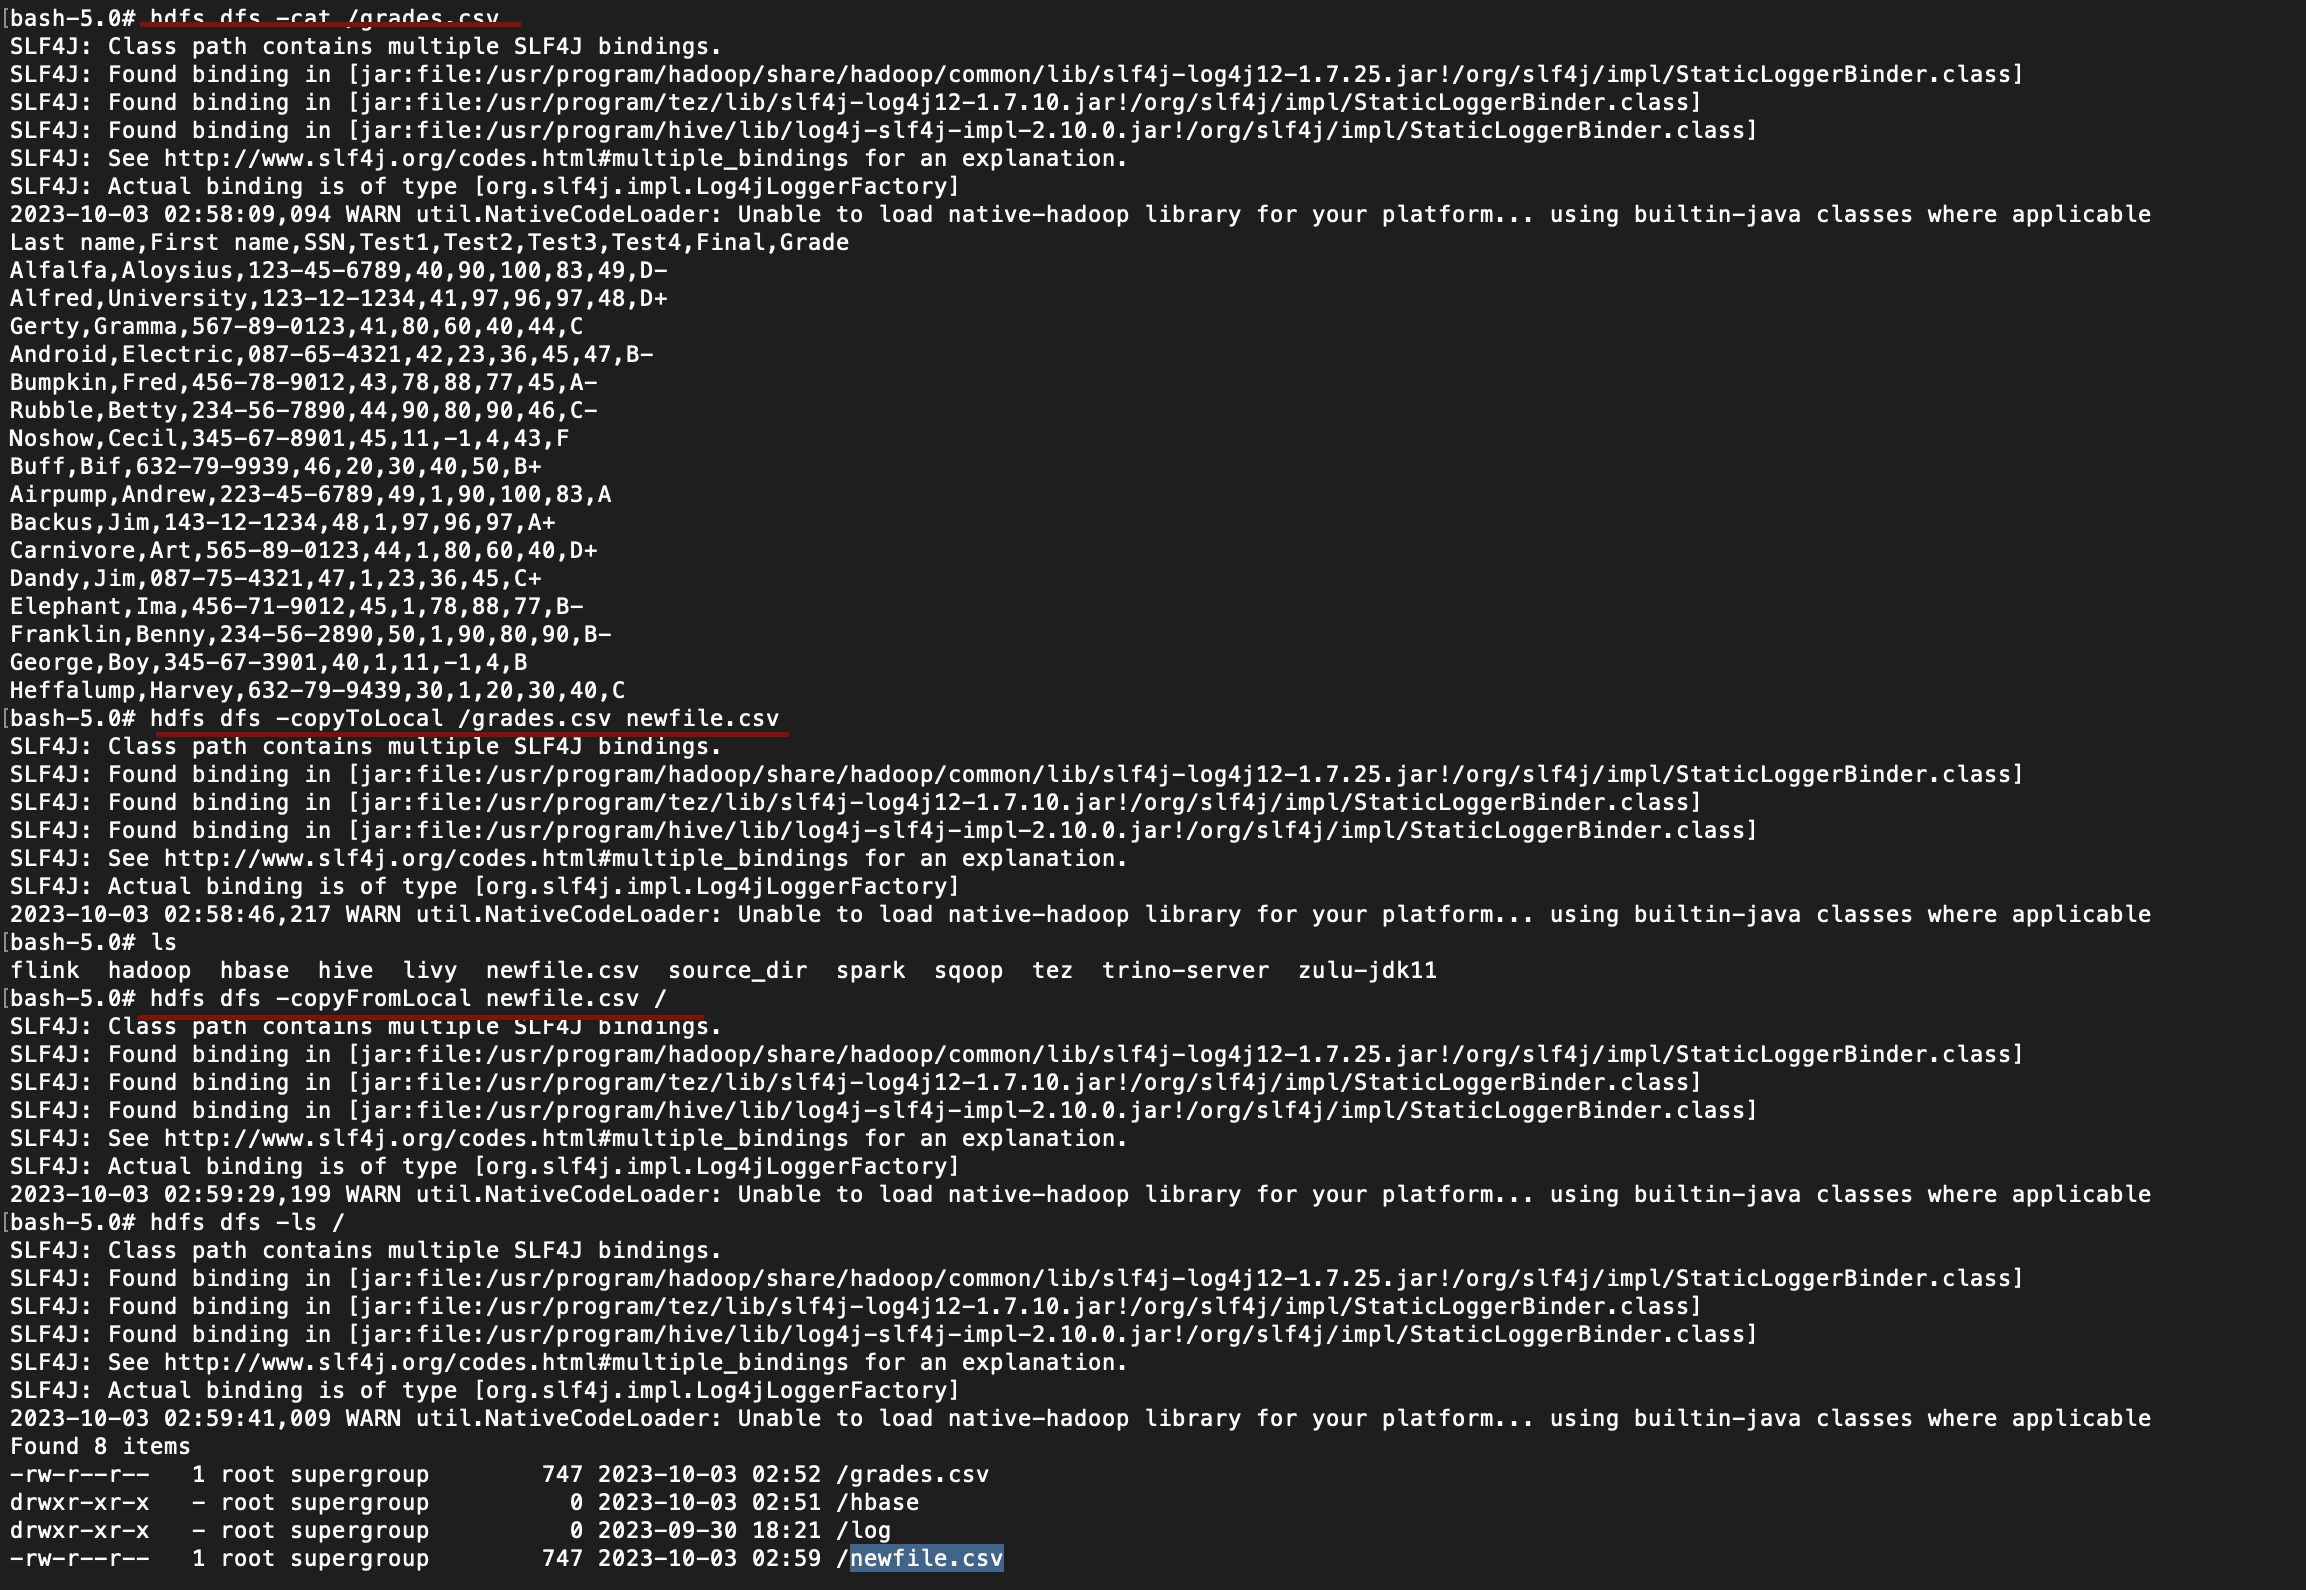 bash-5.0# hdfs dfs -cat /grades.csv
SLF4J: Class path contains multiple SLF4J bindings.
SLF4J: Found binding in [jar:file:/usr/program/hadoop/share/hadoop/common/lib/slf4j-log4j12-1.7.25.jar!/org/slf4j/impl/StaticLoggerBinder.class]
SLF4J: Found binding in [jar:file:/usr/program/tez/lib/slf4j-log4j12-1.7.10.jar!/org/slf4j/impl/StaticLoggerBinder.class]
SLF4J: Found binding in [jar:file:/usr/program/hive/lib/log4j-slf4j-impl-2.10.0.jar!/org/slf4j/impl/StaticLoggerBinder.class]
SLF4J: See http://www.slf4j.org/codes.html#multiple_bindings for an explanation.
SLF4J: Actual binding is of type [org.slf4j.impl.Log4jLoggerFactory]
2023-10-03 02:58:09,094 WARN util.NativeCodeLoader: Unable to load native-hadoop library for your platform... using builtin-java classes where applicable
Last name,First name,SSN,Test1,Test2,Test3,Test4,Final,Grade
Alfalfa,Aloysius,123-45-6789,40,90,100,83,49,D-
Alfred,University,123-12-1234,41,97,96,97,48,D+
Gerty,Gramma,567-89-0123,41,80,60,40,44,C
Android,Electric,087-65-4321,42,23,36,45,47,B-
Bumpkin,Fred,456-78-9012,43,78,88,77,45,A-
Rubble,Betty,234-56-7890,44,90,80,90,46,C-
Noshow,Cecil,345-67-8901,45,11,-1,4,43,F
Buff,Bif,632-79-9939,46,20,30,40,50,B+
Airpump,Andrew,223-45-6789,49,1,90,100,83,A
Backus,Jim,143-12-1234,48,1,97,96,97,A+
Carnivore,Art,565-89-0123,44,1,80,60,40,D+
Dandy,Jim,087-75-4321,47,1,23,36,45,C+
Elephant,Ima,456-71-9012,45,1,78,88,77,B-
Franklin,Benny,234-56-2890,50,1,90,80,90,B-
George,Boy,345-67-3901,40,1,11,-1,4,B
Heffalump,Harvey,632-79-9439,30,1,20,30,40,C
bash-5.0# hdfs dfs -copyToLocal /grades.csv newfile.csv
SLF4J: Class path contains multiple SLF4J bindings.
SLF4J: Found binding in [jar:file:/usr/program/hadoop/share/hadoop/common/lib/slf4j-log4j12-1.7.25.jar!/org/slf4j/impl/StaticLoggerBinder.class]
SLF4J: Found binding in [jar:file:/usr/program/tez/lib/slf4j-log4j12-1.7.10.jar!/org/slf4j/impl/StaticLoggerBinder.class]
SLF4J: Found binding in [jar:file:/usr/program/hive/lib/log4j-slf4j-impl-2.10.0.jar!/org/slf4j/impl/StaticLoggerBinder.class]
SLF4J: See http://www.slf4j.org/codes.html#multiple_bindings for an explanation.
SLF4J: Actual binding is of type [org.slf4j.impl.Log4jLoggerFactory]
2023-10-03 02:58:46,217 WARN util.NativeCodeLoader: Unable to load native-hadoop library for your platform... using builtin-java classes where applicable
bash-5.0# ls
flink  hadoop  hbase  hive  livy  newfile.csv  source_dir  spark  sqoop  tez  trino-server  zulu-jdk11
bash-5.0# hdfs dfs -copyFromLocal newfile.csv /
SLF4J: Class path contains multiple SLF4J bindings.
SLF4J: Found binding in [jar:file:/usr/program/hadoop/share/hadoop/common/lib/slf4j-log4j12-1.7.25.jar!/org/slf4j/impl/StaticLoggerBinder.class]
SLF4J: Found binding in [jar:file:/usr/program/tez/lib/slf4j-log4j12-1.7.10.jar!/org/slf4j/impl/StaticLoggerBinder.class]
SLF4J: Found binding in [jar:file:/usr/program/hive/lib/log4j-slf4j-impl-2.10.0.jar!/org/slf4j/impl/StaticLoggerBinder.class]
SLF4J: See http://www.slf4j.org/codes.html#multiple_bindings for an explanation.
SLF4J: Actual binding is of type [org.slf4j.impl.Log4jLoggerFactory]
2023-10-03 02:59:29,199 WARN util.NativeCodeLoader: Unable to load native-hadoop library for your platform... using builtin-java classes where applicable
bash-5.0# hdfs dfs -ls /
SLF4J: Class path contains multiple SLF4J bindings.
SLF4J: Found binding in [jar:file:/usr/program/hadoop/share/hadoop/common/lib/slf4j-log4j12-1.7.25.jar!/org/slf4j/impl/StaticLoggerBinder.class]
SLF4J: Found binding in [jar:file:/usr/program/tez/lib/slf4j-log4j12-1.7.10.jar!/org/slf4j/impl/StaticLoggerBinder.class]
SLF4J: Found binding in [jar:file:/usr/program/hive/lib/log4j-slf4j-impl-2.10.0.jar!/org/slf4j/impl/StaticLoggerBinder.class]
SLF4J: See http://www.slf4j.org/codes.html#multiple_bindings for an explanation.
SLF4J: Actual binding is of type [org.slf4j.impl.Log4jLoggerFactory]
2023-10-03 02:59:41,009 WARN util.NativeCodeLoader: Unable to load native-hadoop library for your platform... using builtin-java classes where applicable
Found 8 items
-rw-r--r--   1 root supergroup        747 2023-10-03 02:52 /grades.csv
drwxr-xr-x   - root supergroup          0 2023-10-03 02:51 /hbase
drwxr-xr-x   - root supergroup          0 2023-09-30 18:21 /log
-rw-r--r--   1 root supergroup        747 2023-10-03 02:59 /newfile.csv